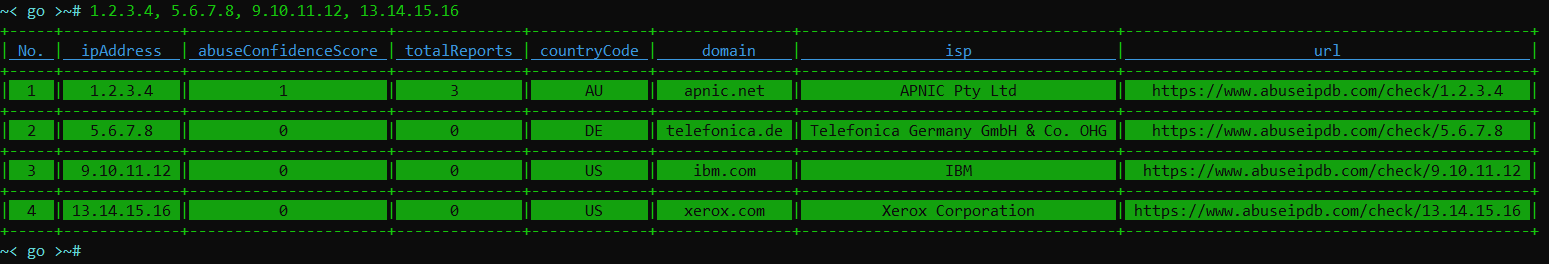 ~< go >~# 1.2.3.4, 5.6.7.8, 9.10.11.12, 13.14.15.16
No. | ipAddress | abuseConfidenceScore | totalReports | countryCode | domain | isp | url
1 | 1.2.3.4 | 1 | 3 | AU | apnic.net | APNIC Pty Ltd | https://www.abuseipdb.com/check/1.2.3.4
2 | 5.6.7.8 | 0 | 0 | DE | telefonica.de | Telefonica Germany GmbH & Co. OHG | https://www.abuseipdb.com/check/5.6.7.8
3 | 9.10.11.12 | 0 | 0 | US | ibm.com | IBM | https://www.abuseipdb.com/check/9.10.11.12
4 | 13.14.15.16 | 0 | 0 | US | xerox.com | Xerox Corporation | https://www.abuseipdb.com/check/13.14.15.16
~< go >~#